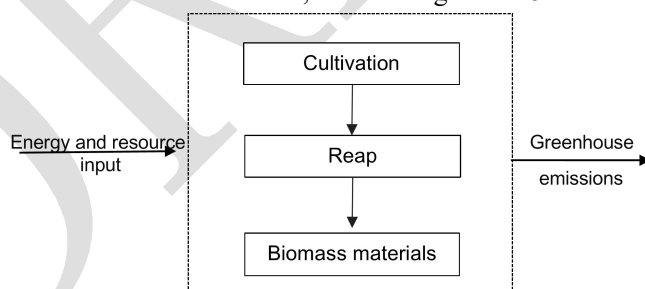 Cultivation
Energy and resource
input
Reap
Greenhouse
emissions
Biomass materials